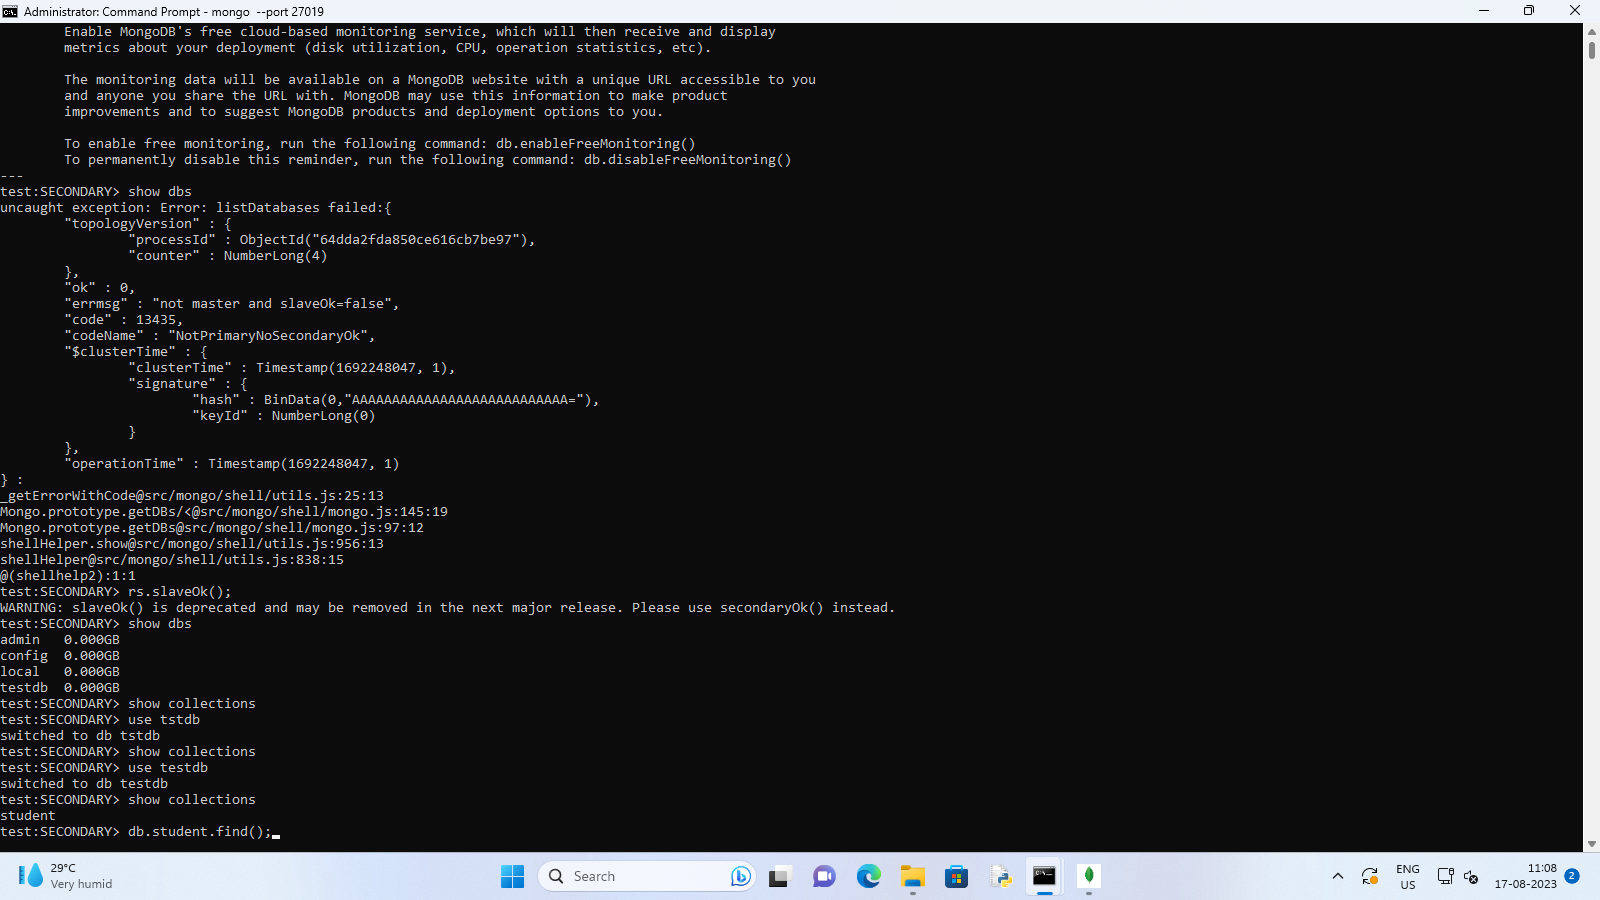 Administrator: Command Prompt - mongo  --port 27019
        Enable MongoDB's free cloud-based monitoring service, which will then receive and display
        metrics about your deployment (disk utilization, CPU, operation statistics, etc).
        The monitoring data will be available on a MongoDB website with a unique URL accessible to you
        and anyone you share the URL with. MongoDB may use this information to make product
        improvements and to suggest MongoDB products and deployment options to you.
        To enable free monitoring, run the following command: db.enableFreeMonitoring()
        To permanently disable this reminder, run the following command: db.disableFreeMonitoring()
---
test:SECONDARY> show dbs
uncaught exception: Error: listDatabases failed:{
        "topologyVersion" : {
                "processId" : ObjectId("64dda2fda850ce616cb7be97"),
                "counter" : NumberLong(4)
        },
        "ok" : 0,
        "errmsg" : "not master and slaveOk=false",
        "code" : 13435,
        "codeName" : "NotPrimaryNoSecondaryOk",
        "$clusterTime" : {
                "clusterTime" : Timestamp(1692248047, 1),
                "signature" : {
                        "hash" : BinData(0,"AAAAAAAAAAAAAAAAAAAAAAAAAAA="),
                        "keyId" : NumberLong(0)
                }
        },
        "operationTime" : Timestamp(1692248047, 1)
} :
_getErrorWithCode@src/mongo/shell/utils.js:25:13
Mongo.prototype.getDBs/<@src/mongo/shell/mongo.js:145:19
Mongo.prototype.getDBs@src/mongo/shell/mongo.js:97:12
shellHelper.show@src/mongo/shell/utils.js:956:13
shellHelper@src/mongo/shell/utils.js:838:15
@(shellhelp2):1:1
test:SECONDARY> rs.slaveOk();
WARNING: slaveOk() is deprecated and may be removed in the next major release. Please use secondaryOk() instead.
test:SECONDARY> show dbs
admin   0.000GB
config  0.000GB
local   0.000GB
testdb  0.000GB
test:SECONDARY> show collections
test:SECONDARY> use tstdb
switched to db tstdb
test:SECONDARY> show collections
test:SECONDARY> use testdb
switched to db testdb
test:SECONDARY> show collections
student
test:SECONDARY> db.student.find();
29°C
Very humid
Search
ENG
US
11:08
17-08-2023
2